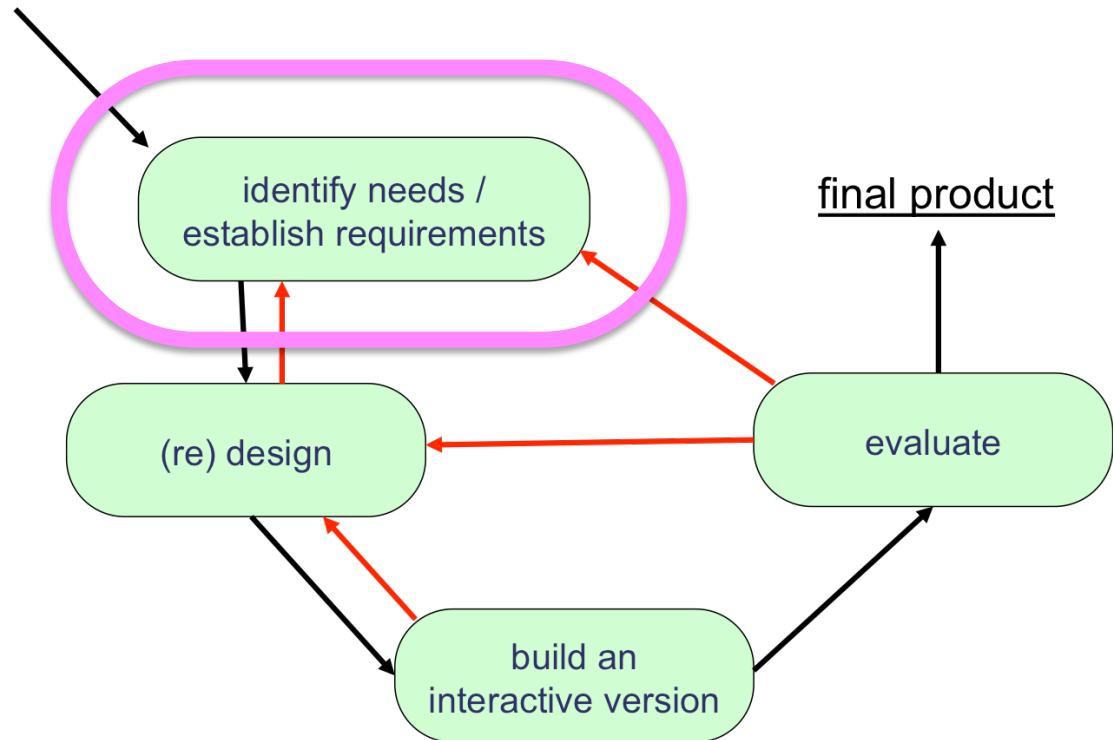 identify needs /
establish requirements
final product
(re) design
evaluate
build an
interactive version